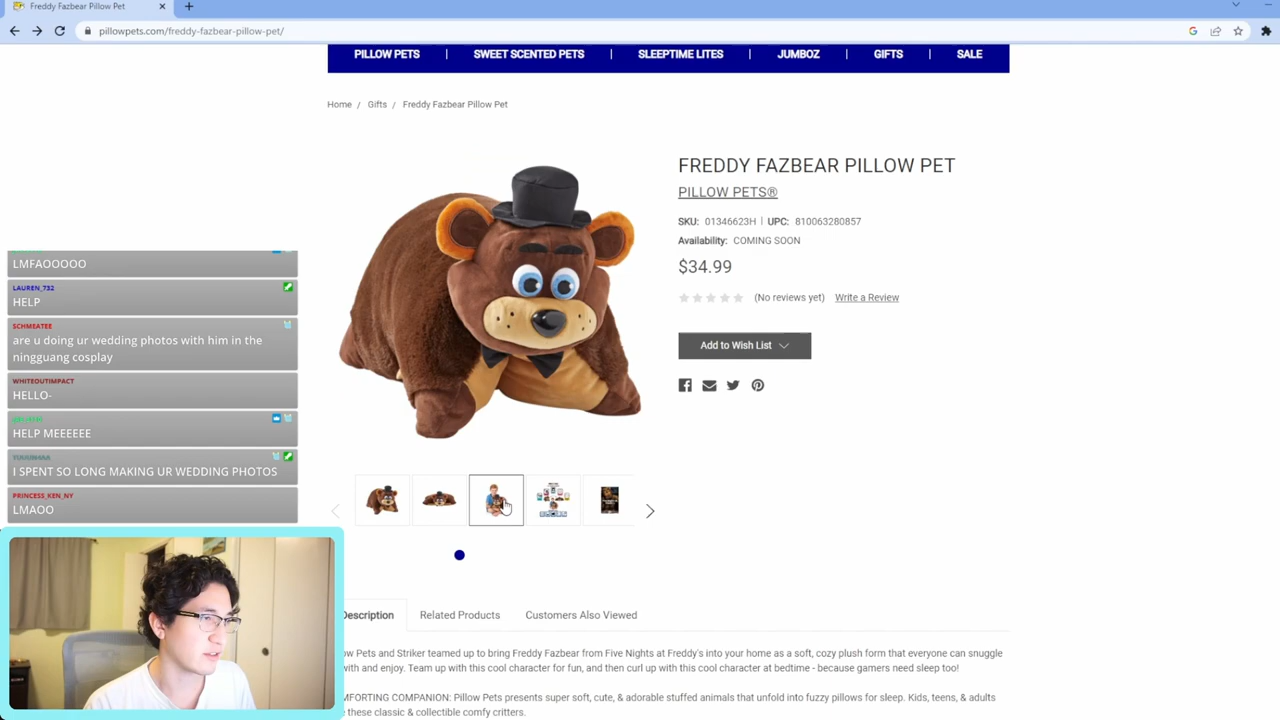 Freddy Fazbear Pillow Pet
pillowpets.com/freddy-fazbear-pillow-pet/
PILLOW PETS | SWEET SCENTED PETS | SLEEPTIME LITES | JUMBOZ | GIFTS | SALE
Home / Gifts / Freddy Fazbear Pillow Pet
FREDDY FAZBEAR PILLOW PET
PILLOW PETS®
SKU: 01346623H | UPC: 810063280857
Availability: COMING SOON
$34.99
(No reviews yet) Write a Review
Add to Wish List
LMFAOOOOO
LAUREN_732
HELP
SCHMEATEE
are u doing ur wedding photos with him in the
ningguang cosplay
WHITEOUTIMPACT
HELLO-
HELP MEEEEE
I SPENT SO LONG MAKING UR WEDDING PHOTOS
PRINCESS_KEN_NY
LMAOO
Description Related Products Customers Also Viewed
ow Pets and Striker teamed up to bring Freddy Fazbear from Five Nights at Freddy's into your home as a soft, cozy plush form that everyone can snuggle
with and enjoy. Team up with this cool character for fun, and then curl up with this cool character at bedtime - because gamers need sleep too!
MFORTING COMPANION: Pillow Pets presents super soft, cute, & adorable stuffed animals that unfold into fuzzy pillows for sleep. Kids, teens, & adults
e these classic & collectible comfy critters.